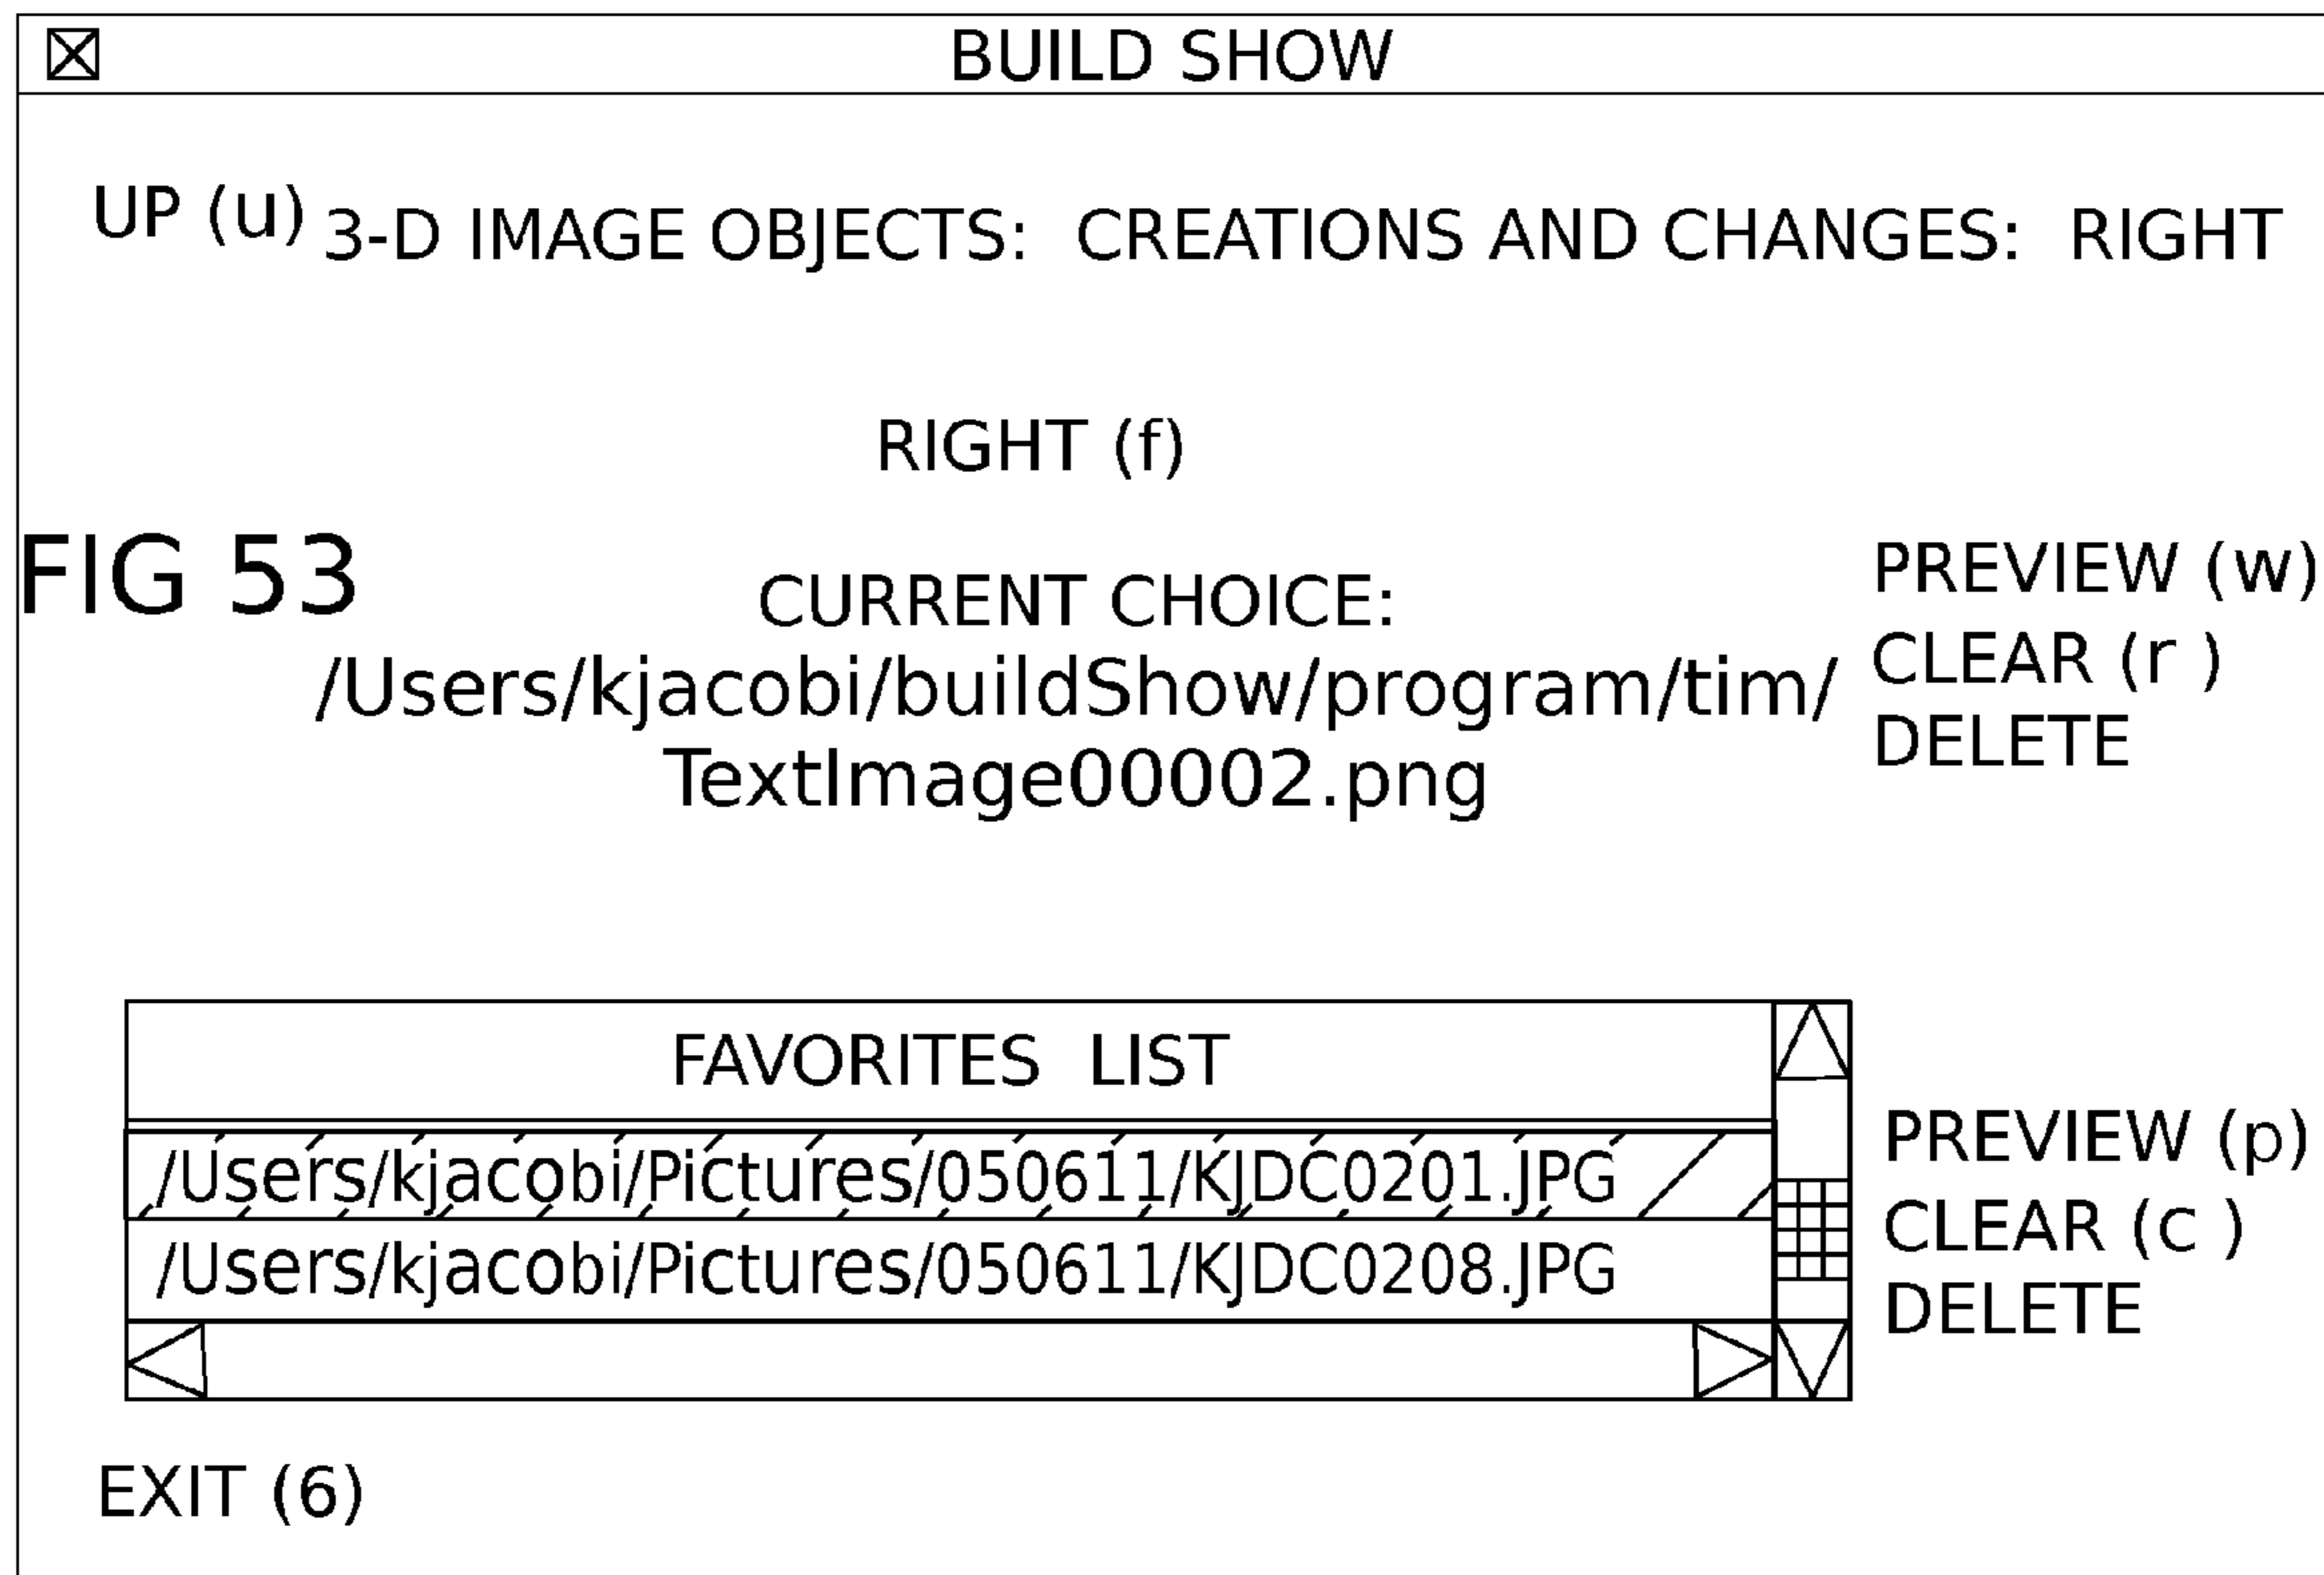 BUILD SHOW
UP (u)
3-D IMAGE OBJECTS: CREATIONS AND CHANGES: RIGHT
RIGHT (f)
FIG 53
CURRENT CHOICE:
/Users/kjacobi/buildShow/program/tim/
TextImage00002.png
PREVIEW (w)
CLEAR (r )
DELETE
FAVORITES LIST
/Users/kjacobi/Pictures/050611/KJDC0201.JPG
/Users/kjacobi/Pictures/050611/KJDC0208.JPG
PREVIEW (p)
CLEAR (c )
DELETE
EXIT (6)